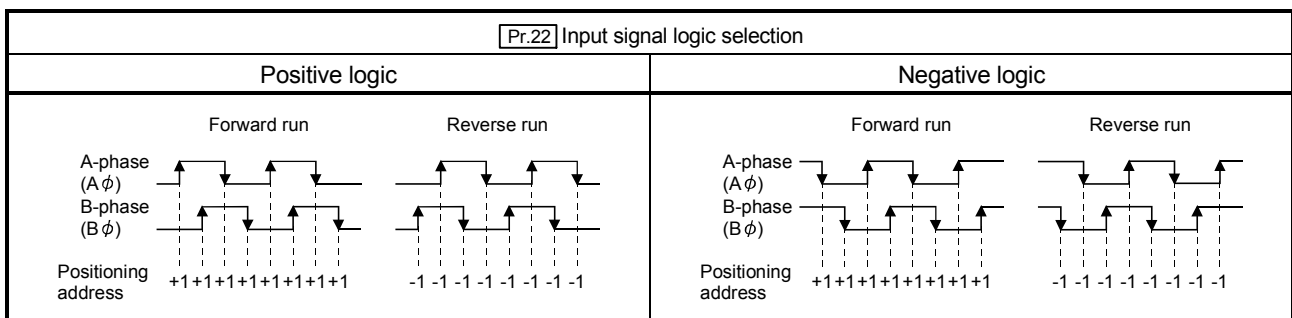 Pr.22 Input signal logic selection
Positive logic
Negative logic
Forward run
Reverse run
A-phase
(Aϕ)
B-phase
(Bϕ)
Positioning
address
+1+1+1+1+1+1+1+1
-1 -1 -1 -1 -1 -1 -1 -1
Forward run
Reverse run
A-phase
(Aϕ)
B-phase
(Bϕ)
Positioning
address
+1+1+1+1+1+1+1+1
-1 -1 -1 -1 -1 -1 -1 -1